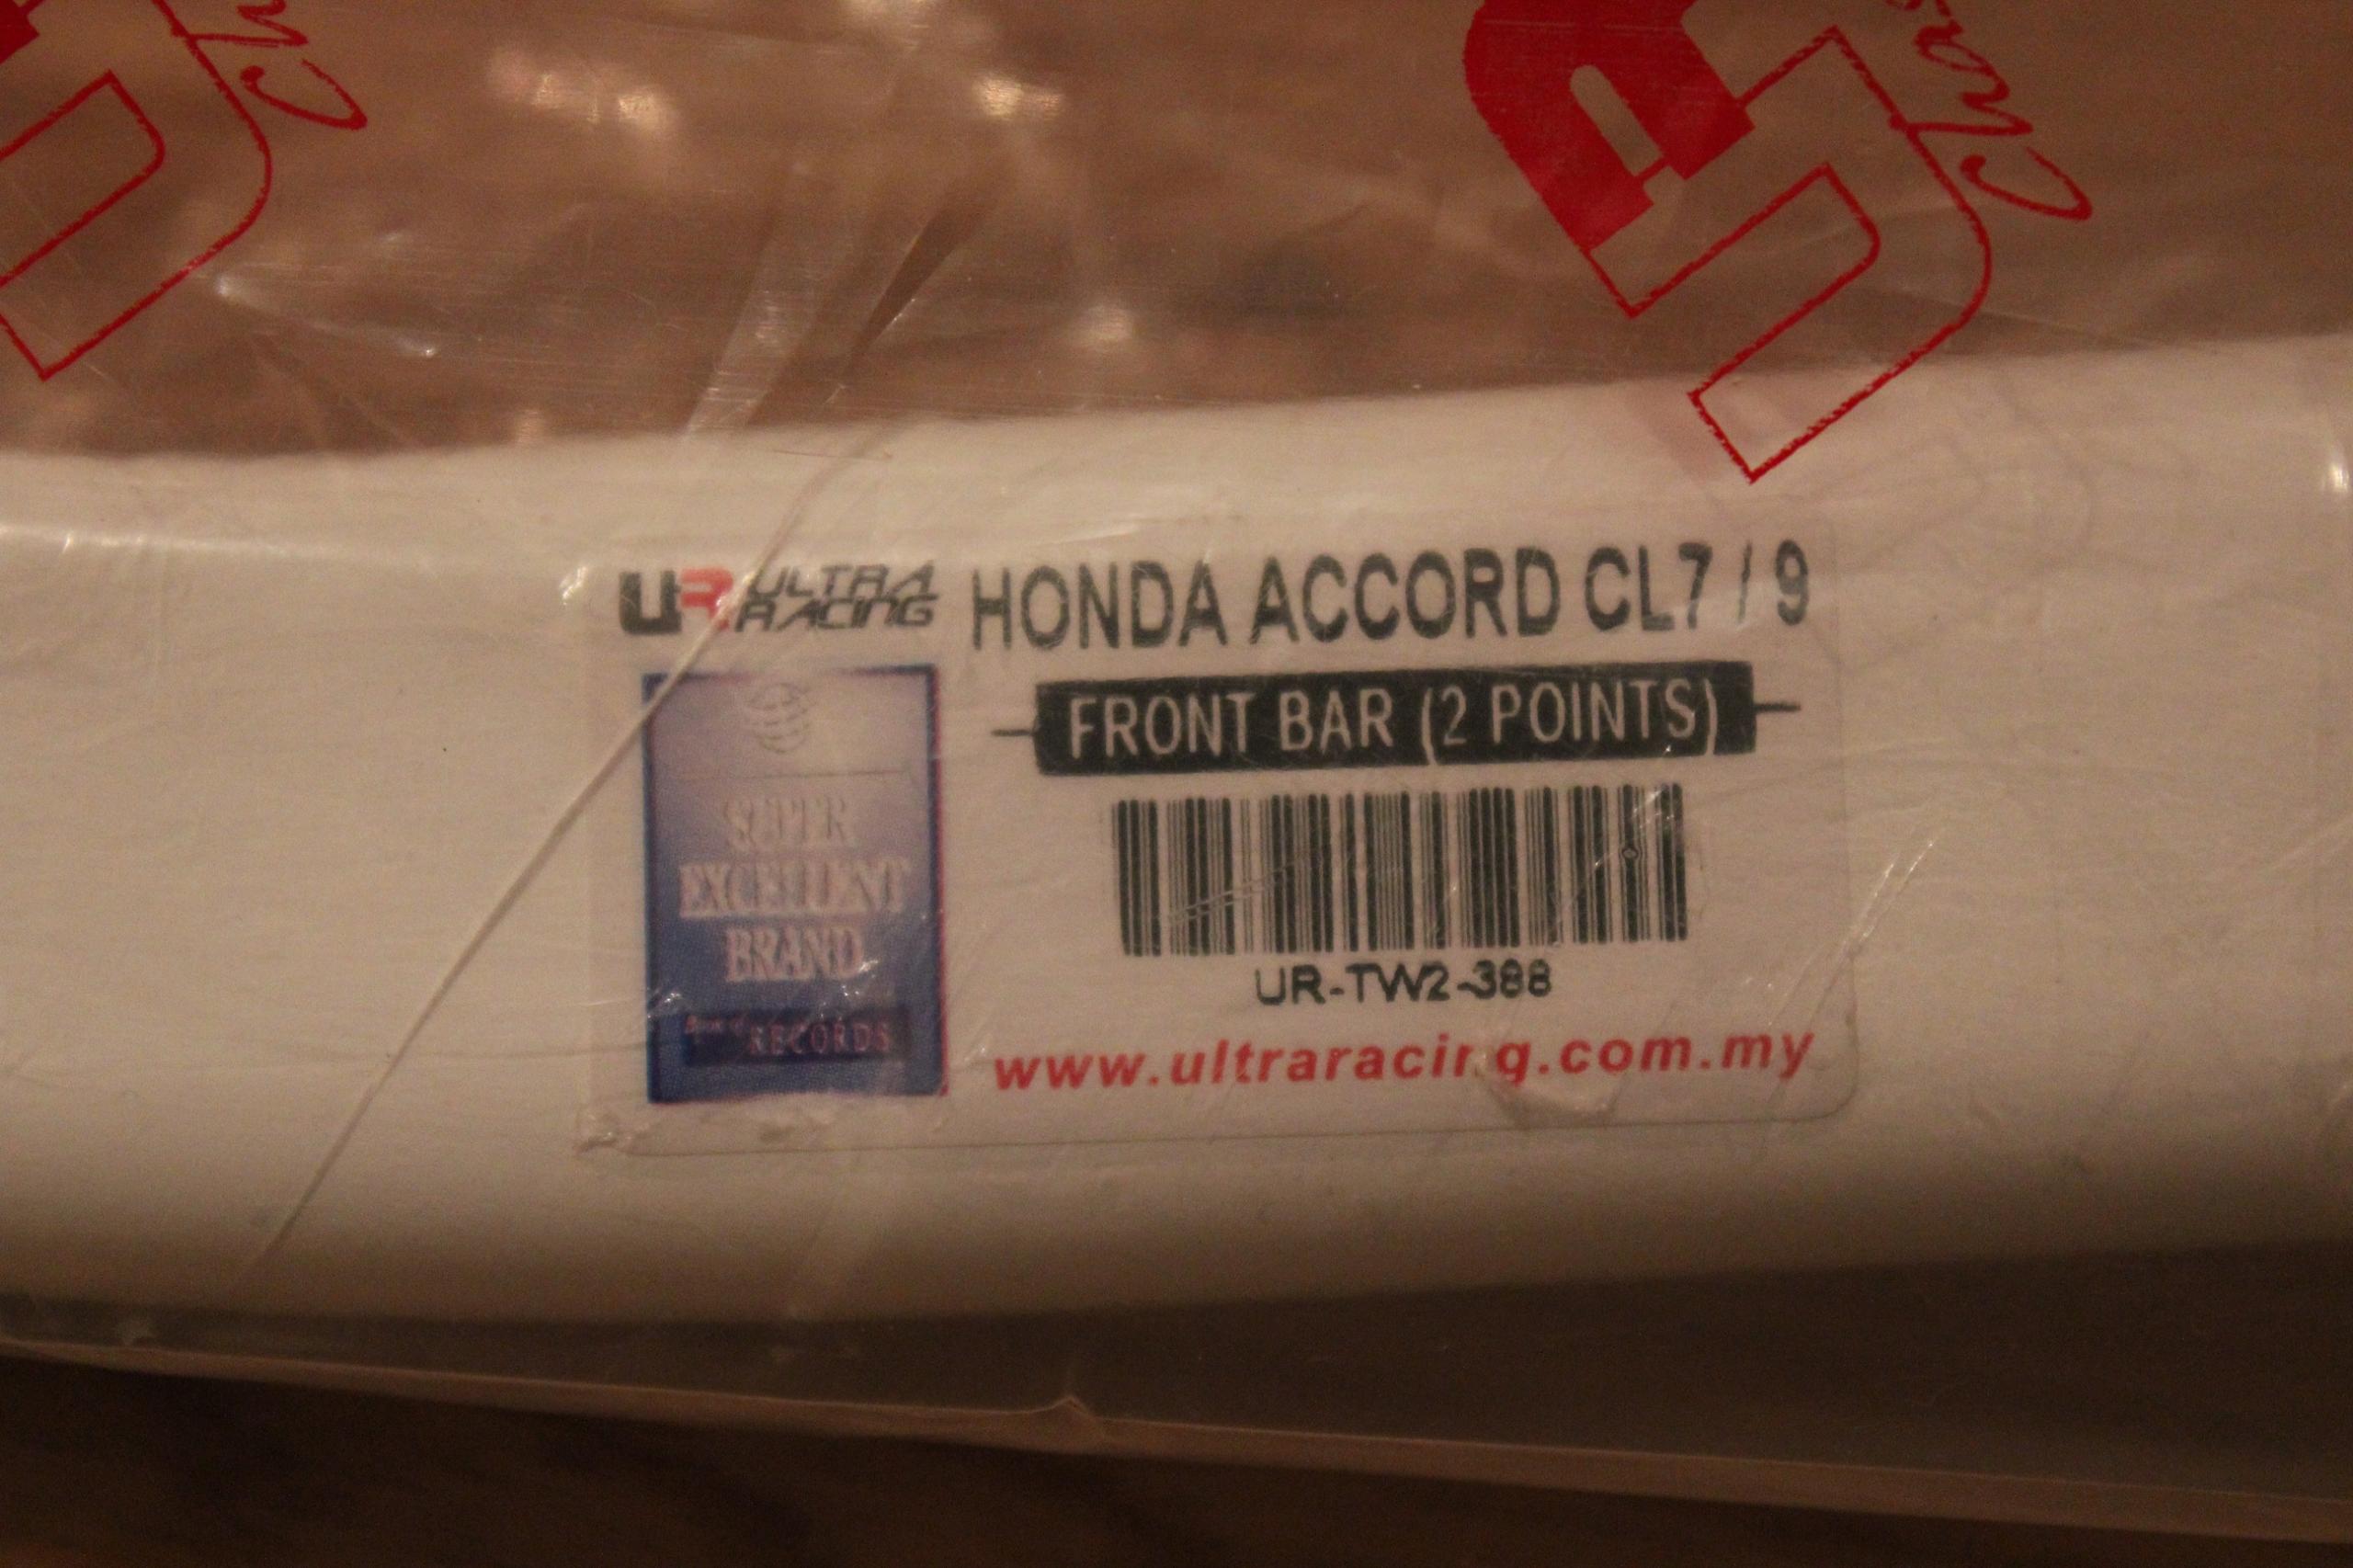 UR ULTRA RACING
HONDA ACCORD CL7 / 9
FRONT BAR (2 POINTS)
SUPER
EXCELLENT
BRAND
RECORDS
UR-TW2-388
www.ultraracing.com.my